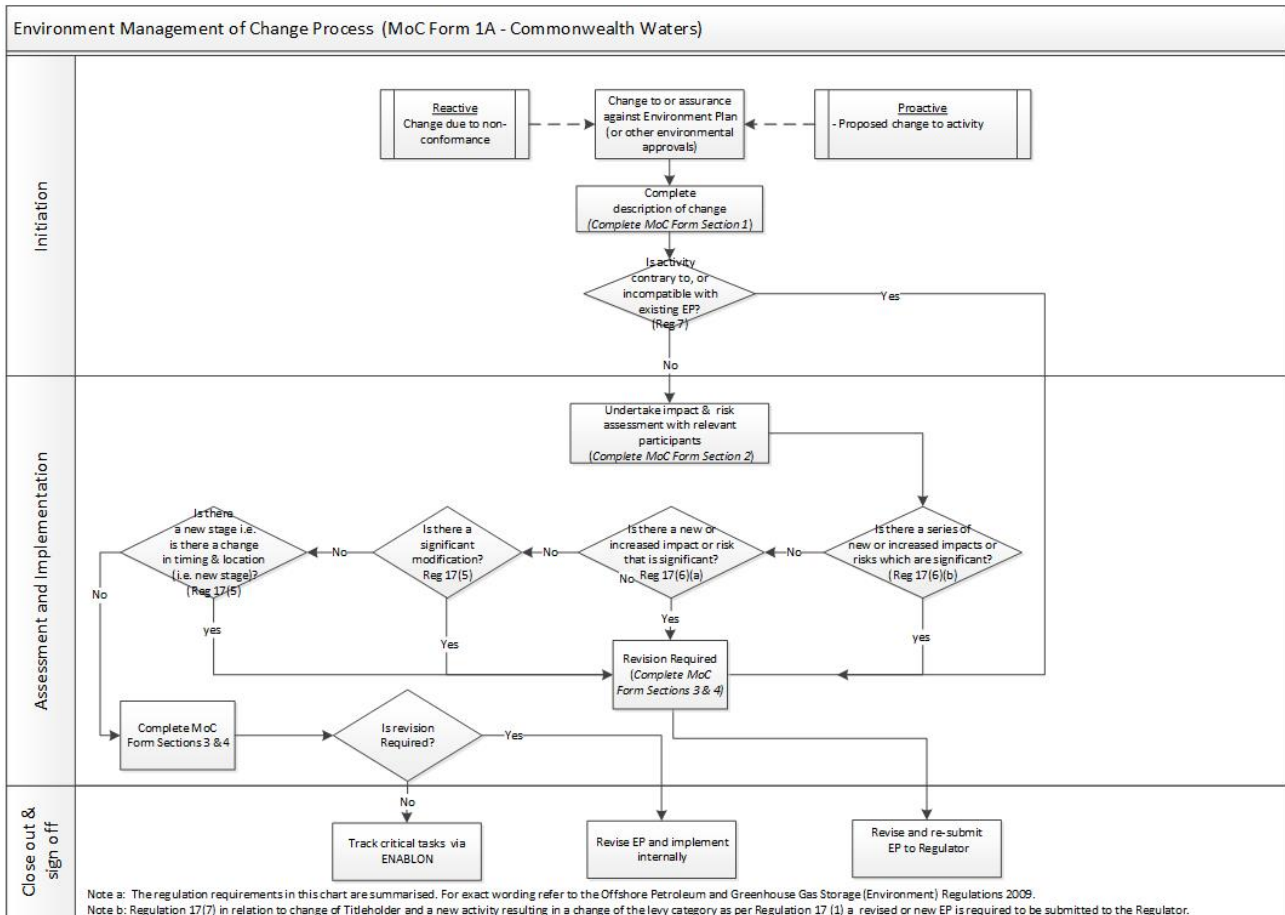 Environment Management of Change Process (MoC Form 1A - Commonwealth Waters)
Initiation
Reactive
Change due to non-
conformance
Change to or assurance
against Environment Plan
(or other environmental
approvals)
Proactive
- Proposed change to activity
Complete
description of change
(Complete MoC Form Section 1)
Is activity
contrary to, or
incompatible with
existing EP?
(Reg 7)
Yes
No
Assessment and Implementation
Undertake impact & risk
assessment with relevant
participants
(Complete MoC Form Section 2)
Is there
a new stage i.e.
is there a change
in timing & location
(i.e. new stage)?
(Reg 17(5)
No
Is there a
significant
modification?
Reg 17(5)
No
Is there a new or
increased impact or risk
that is significant?
Reg 17(6)(a)
No
No
Is there a series of
new or increased impacts or
risks which are significant?
(Reg 17(6)(b)
No
yes
Yes
Yes
yes
Revision Required
(Complete MoC
Form Sections 3 & 4)
Complete MoC
Form Sections 3 & 4
Is revision
Required?
Yes
No
Close out &
sign off
Track critical tasks via
ENABLON
Revise EP and implement
internally
Revise and re-submit
EP to Regulator
Note a: The regulation requirements in this chart are summarised. For exact wording refer to the Offshore Petroleum and Greenhouse Gas Storage (Environment) Regulations 2009.
Note b: Regulation 17(7) in relation to change of Titleholder and a new activity resulting in a change of the levy category as per Regulation 17 (1) a revised or new EP is required to be submitted to the Regulator.